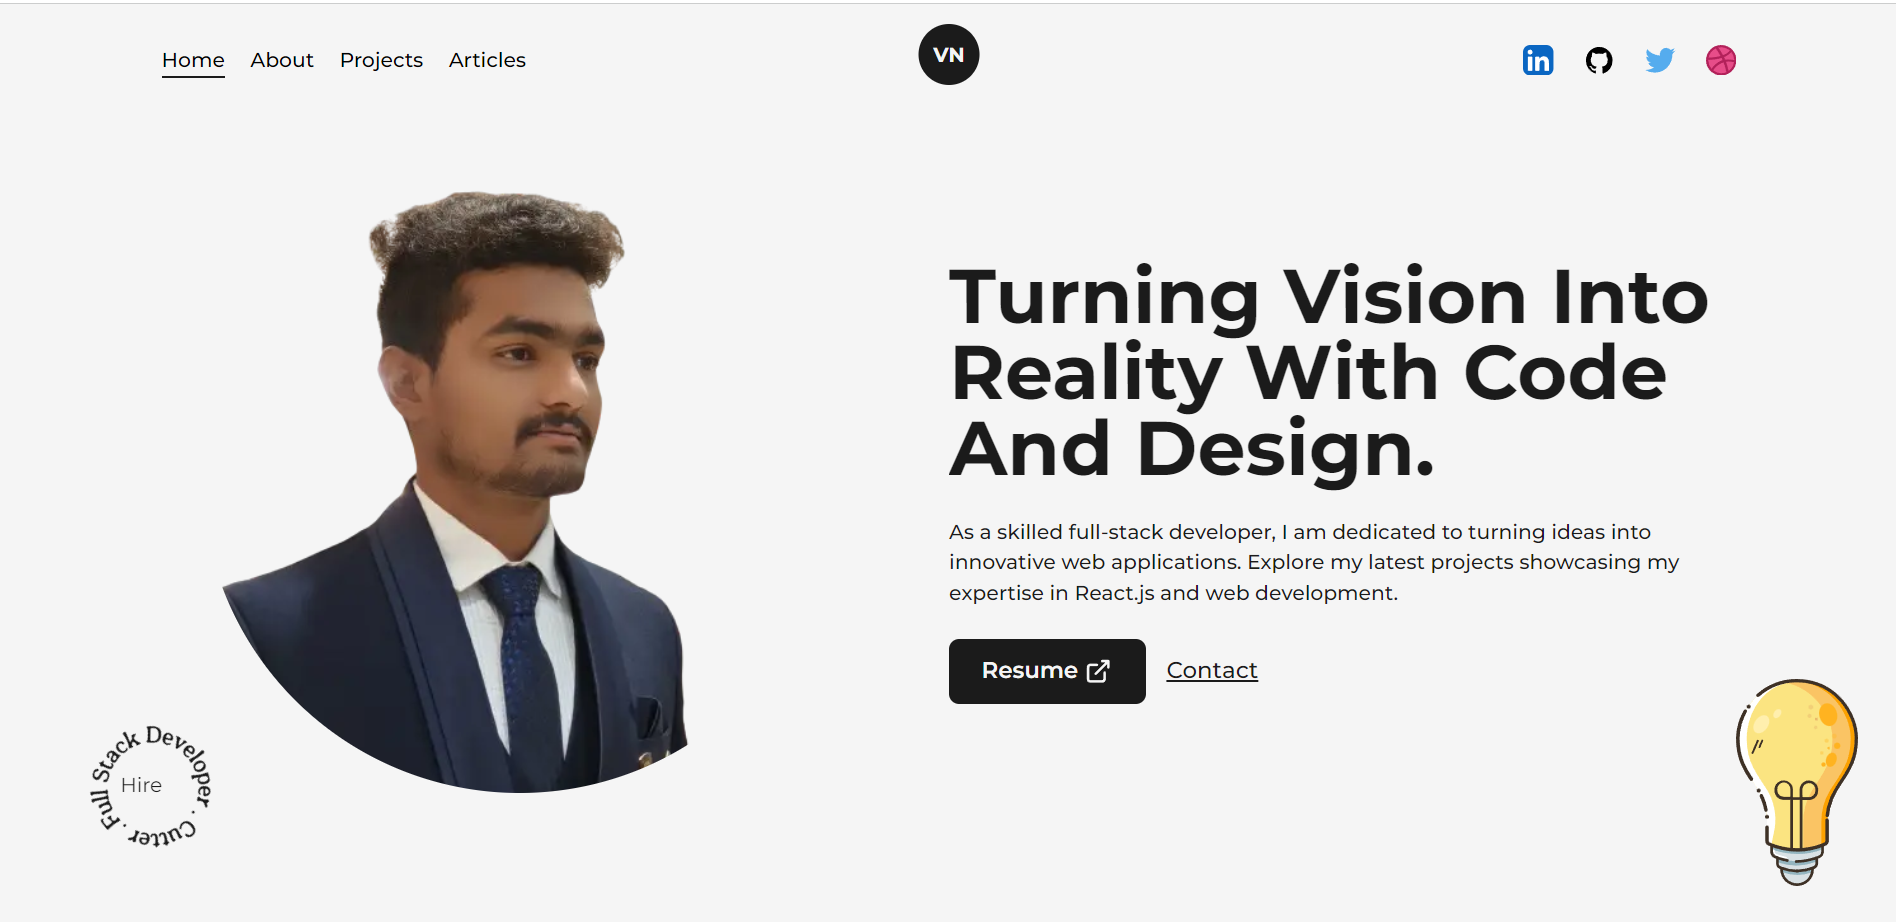 Home About Projects Articles
VN
in
Turning Vision Into
Reality With Code
And Design.
As a skilled full-stack developer, I am dedicated to turning ideas into
innovative web applications. Explore my latest projects showcasing my
expertise in React.js and web development.
Resume Contact
Full Stack Developer . Cutter .
Hire